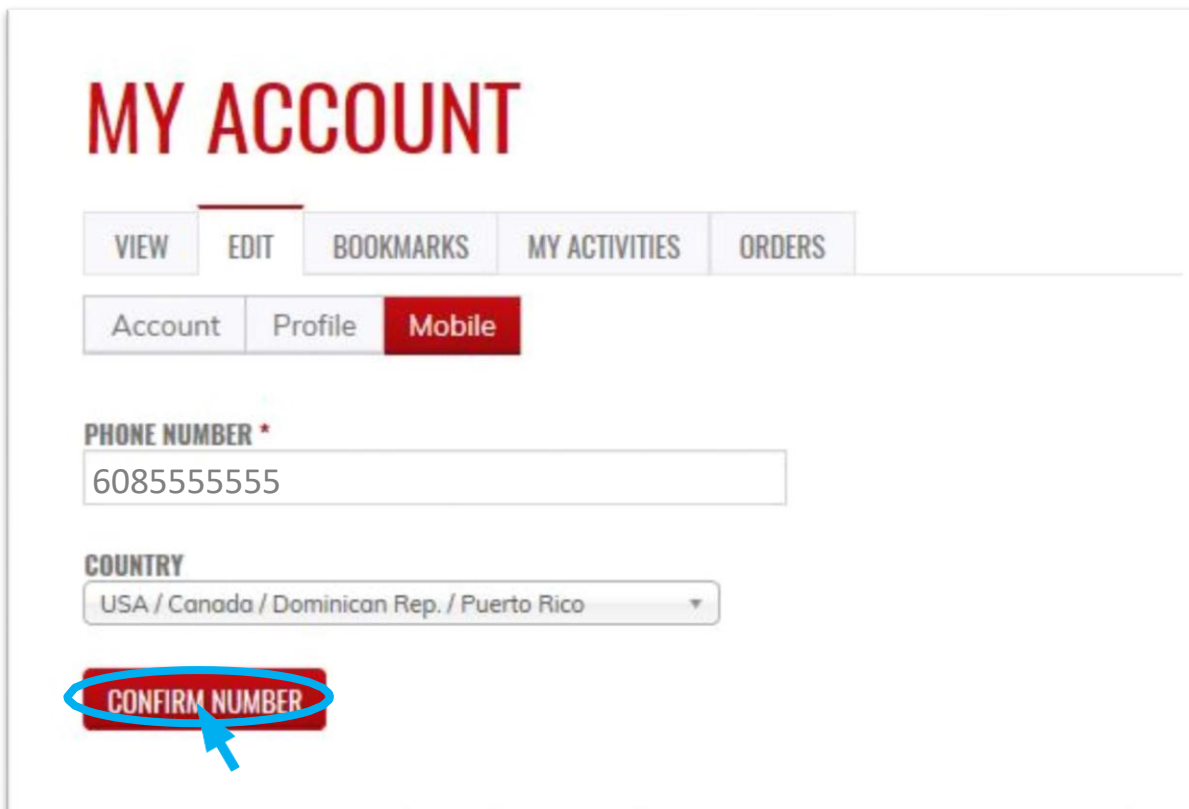 MY ACCOUNT
VIEW EDIT BOOKMARKS MY ACTIVITIES ORDERS
Account Profile Mobile
PHONE NUMBER *
6085555555
COUNTRY
USA / Canada / Dominican Rep. / Puerto Rico
CONFIRM NUMBER